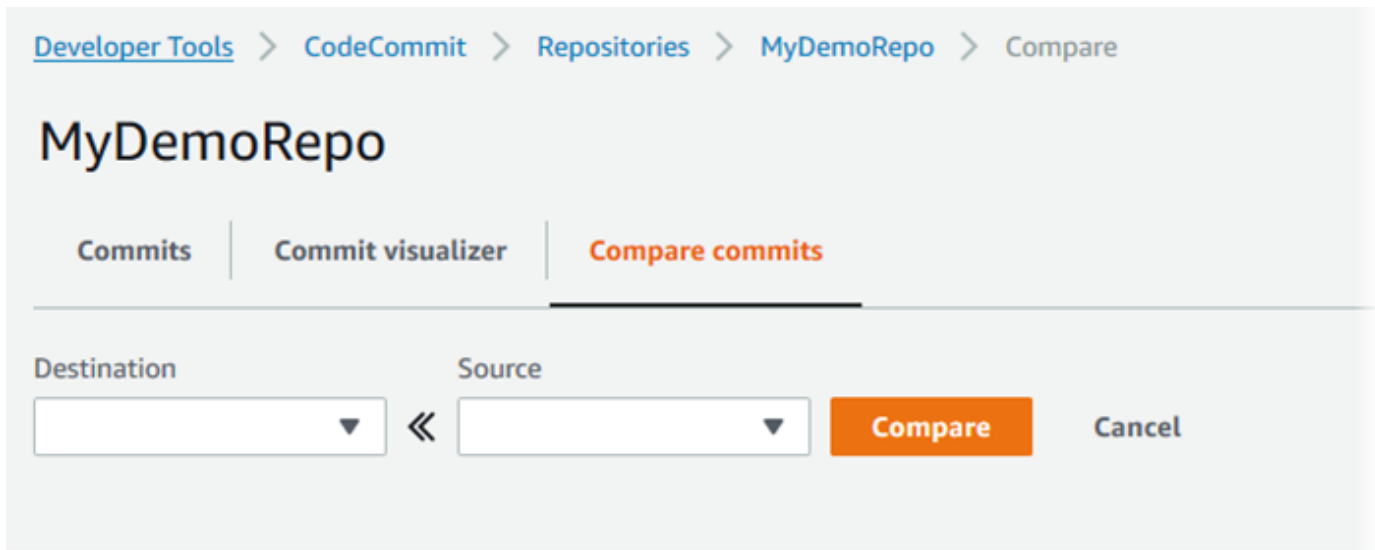 Developer Tools > CodeCommit > Repositories > MyDemoRepo > Compare
MyDemoRepo
Commits Commit visualizer Compare commits
Destination Source
« Compare Cancel